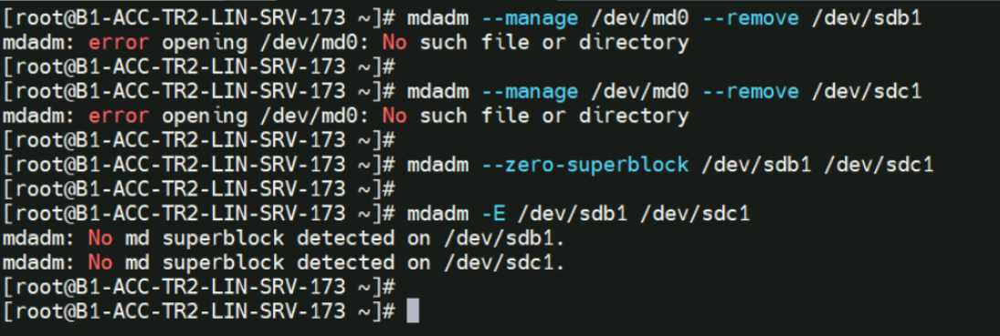 [root@B1-ACC-TR2-LIN-SRV-173 ~]# mdadm --manage /dev/md0 --remove /dev/sdb1
mdadm: error opening /dev/md0: No such file or directory
[root@B1-ACC-TR2-LIN-SRV-173 ~]#
[root@B1-ACC-TR2-LIN-SRV-173 ~]# mdadm --manage /dev/md0 --remove /dev/sdc1
mdadm: error opening /dev/md0: No such file or directory
[root@B1-ACC-TR2-LIN-SRV-173 ~]#
[root@B1-ACC-TR2-LIN-SRV-173 ~]# mdadm --zero-superblock /dev/sdb1 /dev/sdc1
[root@B1-ACC-TR2-LIN-SRV-173 ~]#
[root@B1-ACC-TR2-LIN-SRV-173 ~]# mdadm -E /dev/sdb1 /dev/sdc1
mdadm: No md superblock detected on /dev/sdb1.
mdadm: No md superblock detected on /dev/sdc1.
[root@B1-ACC-TR2-LIN-SRV-173 ~]#
[root@B1-ACC-TR2-LIN-SRV-173 ~]#